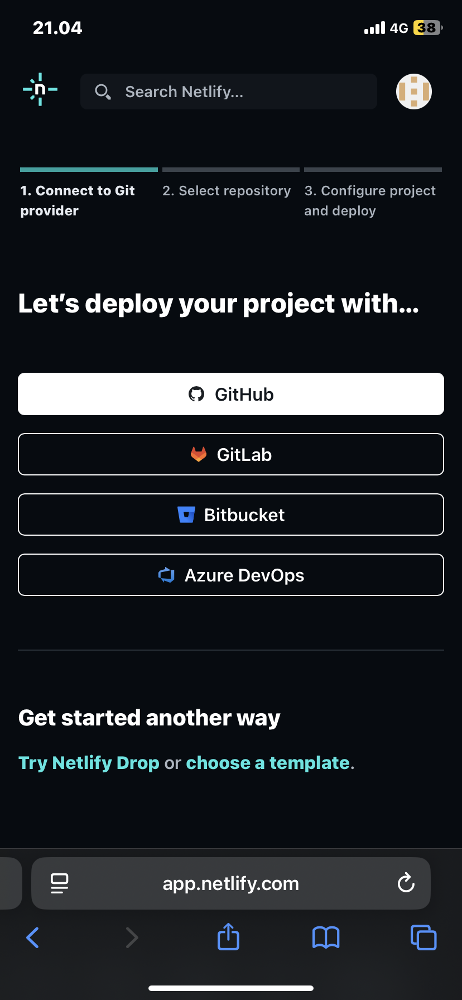 21.04
4G 38
n
Search Netlify...
1. Connect to Git
provider
2. Select repository
3. Configure project
and deploy
Let's deploy your project with...
GitHub
GitLab
Bitbucket
Azure DevOps
Get started another way
Try Netlify Drop or choose a template.
app.netlify.com